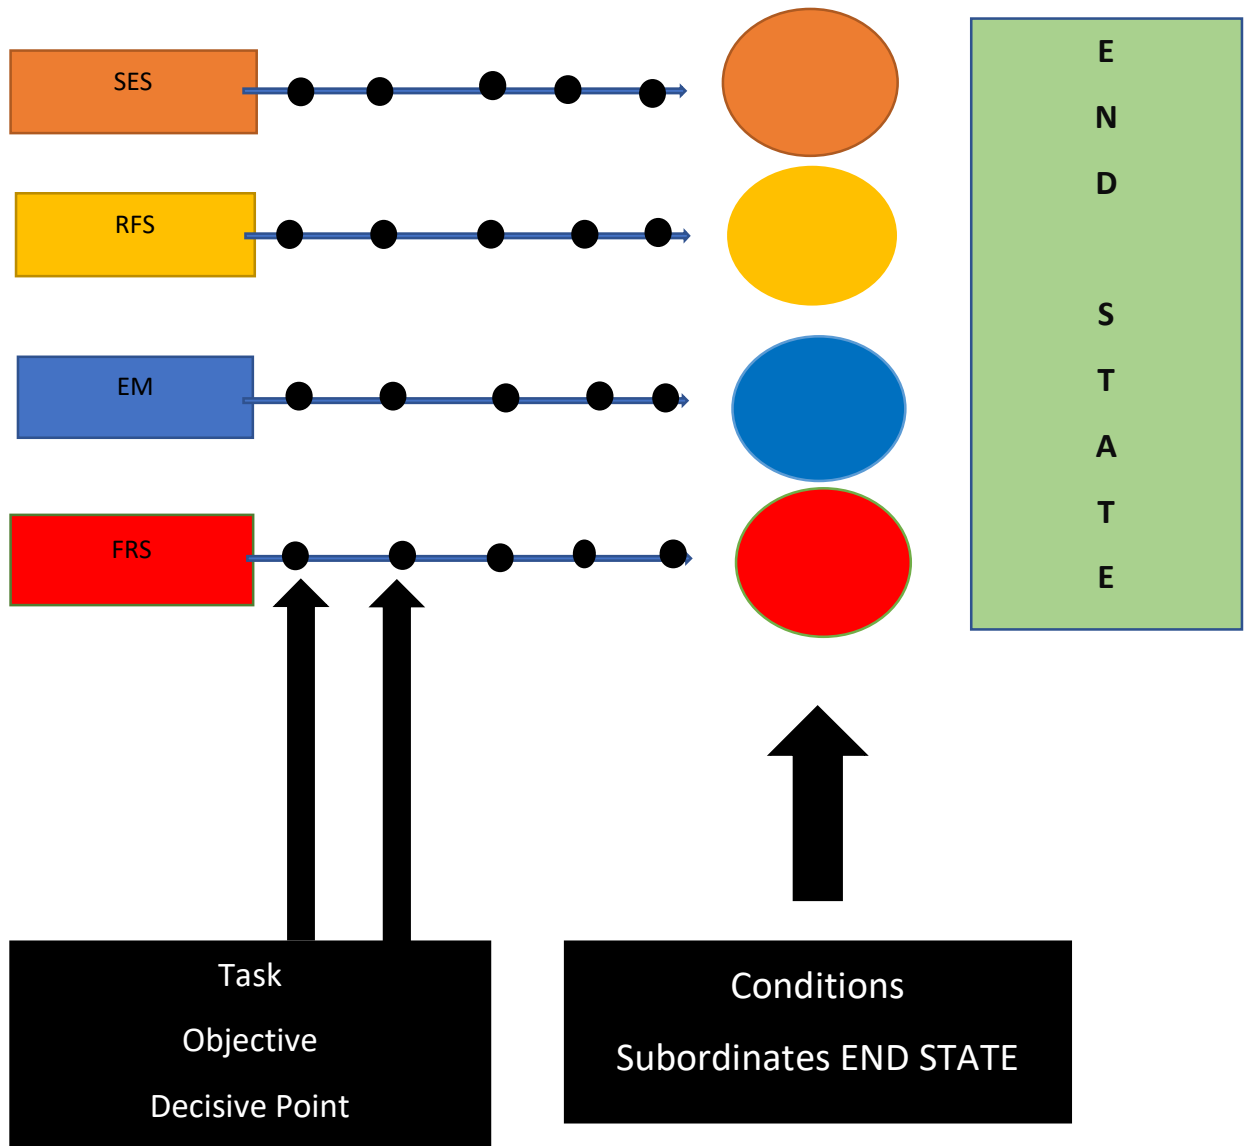 SES
RFS
EM
FRS
E
N
D
S
T
A
T
E
Task
Objective
Decisive Point
Conditions
Subordinates END STATE